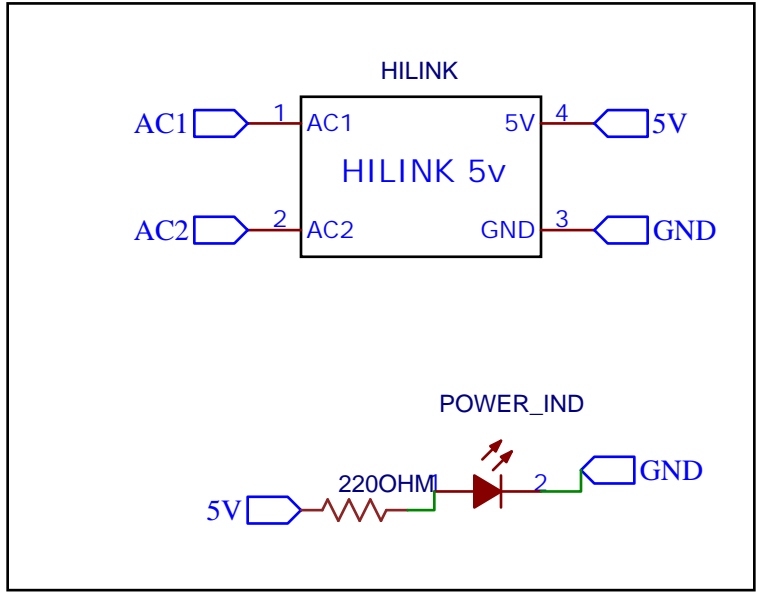 HILINK
AC1 1 AC1 5V 4 5V
HILINK 5v
AC2 2 AC2 GND 3 GND
POWER_IND
220OHM 1 2 GND
5V